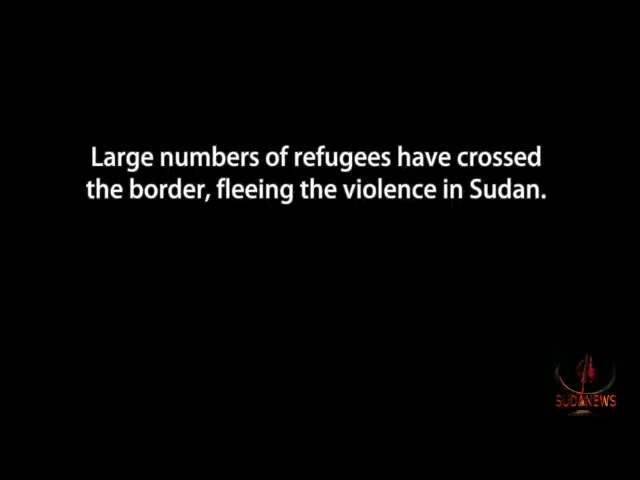 Large numbers of refugees have crossed
the border, fleeing the violence in Sudan.
SUDANEWS